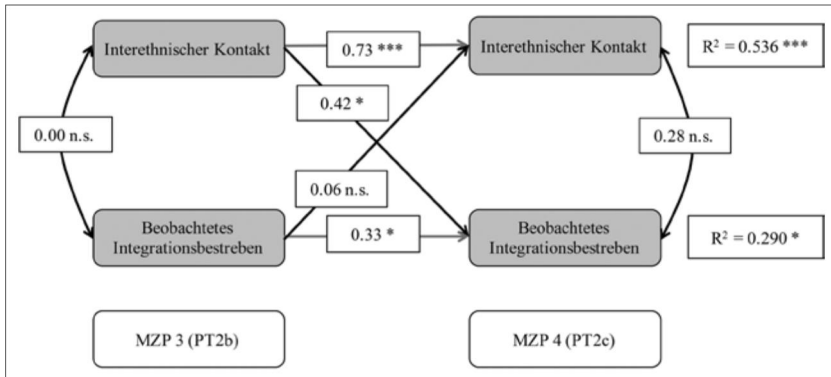 Interethnischer Kontakt
0.73 ***
Interethnischer Kontakt
R² = 0.536 ***
0.42 *
0.00 n.s.
0.28 n.s.
0.06 n.s.
Beobachtetes
Integrationsbestreben
0.33 *
Beobachtetes
Integrationsbestreben
R² = 0.290 *
MZP 3 (PT2b)
MZP 4 (PT2c)